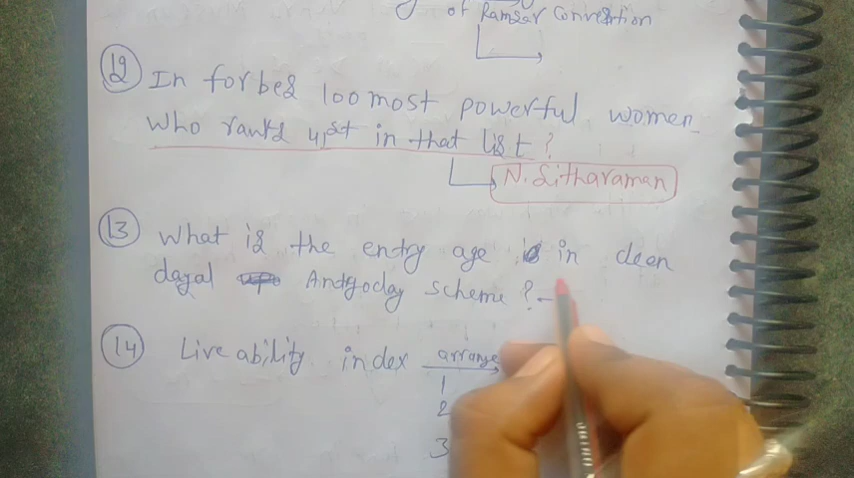 of Ramsar Convention
12 In forbes 100 most powerful women
who ranks 41st in that list?
N. Sitharaman
13 What is the entry age in deen
dayal Antyoday scheme ? -
14 Live ability index arrange
1
2
3